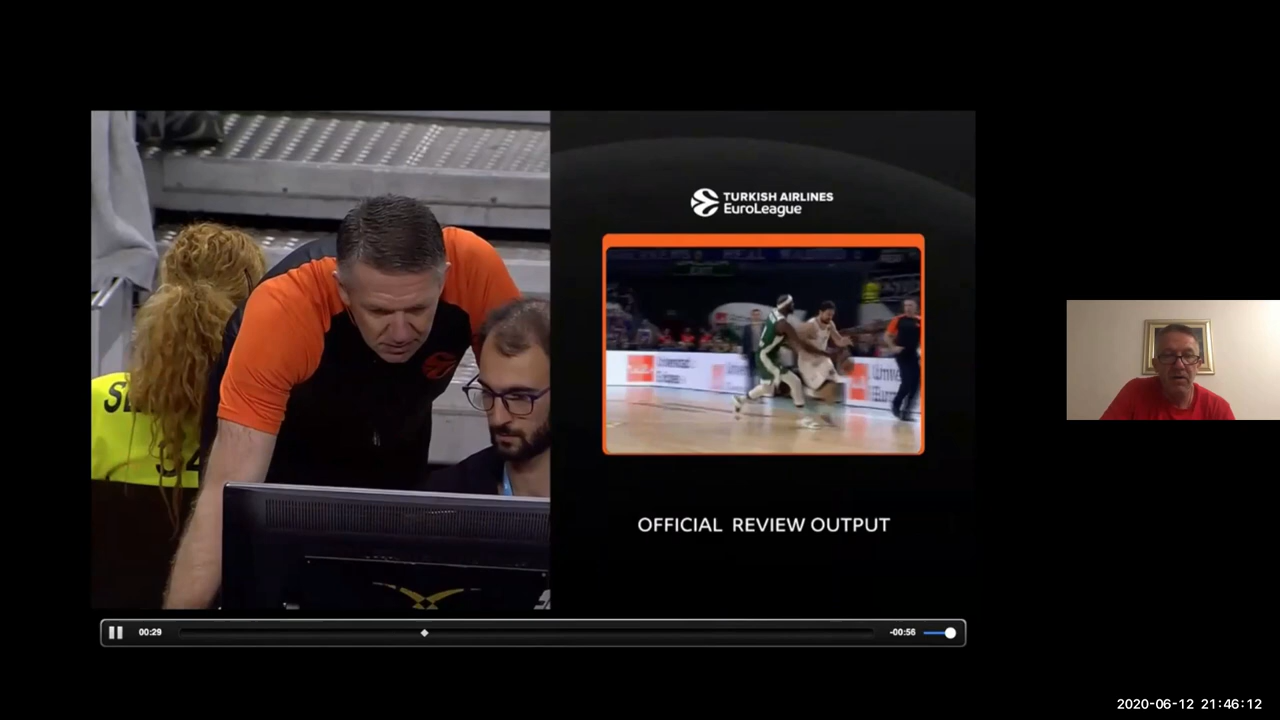 TURKISH AIRLINES
EuroLeague
OFFICIAL REVIEW OUTPUT
00:29
-00:56
2020-06-12 21:46:12